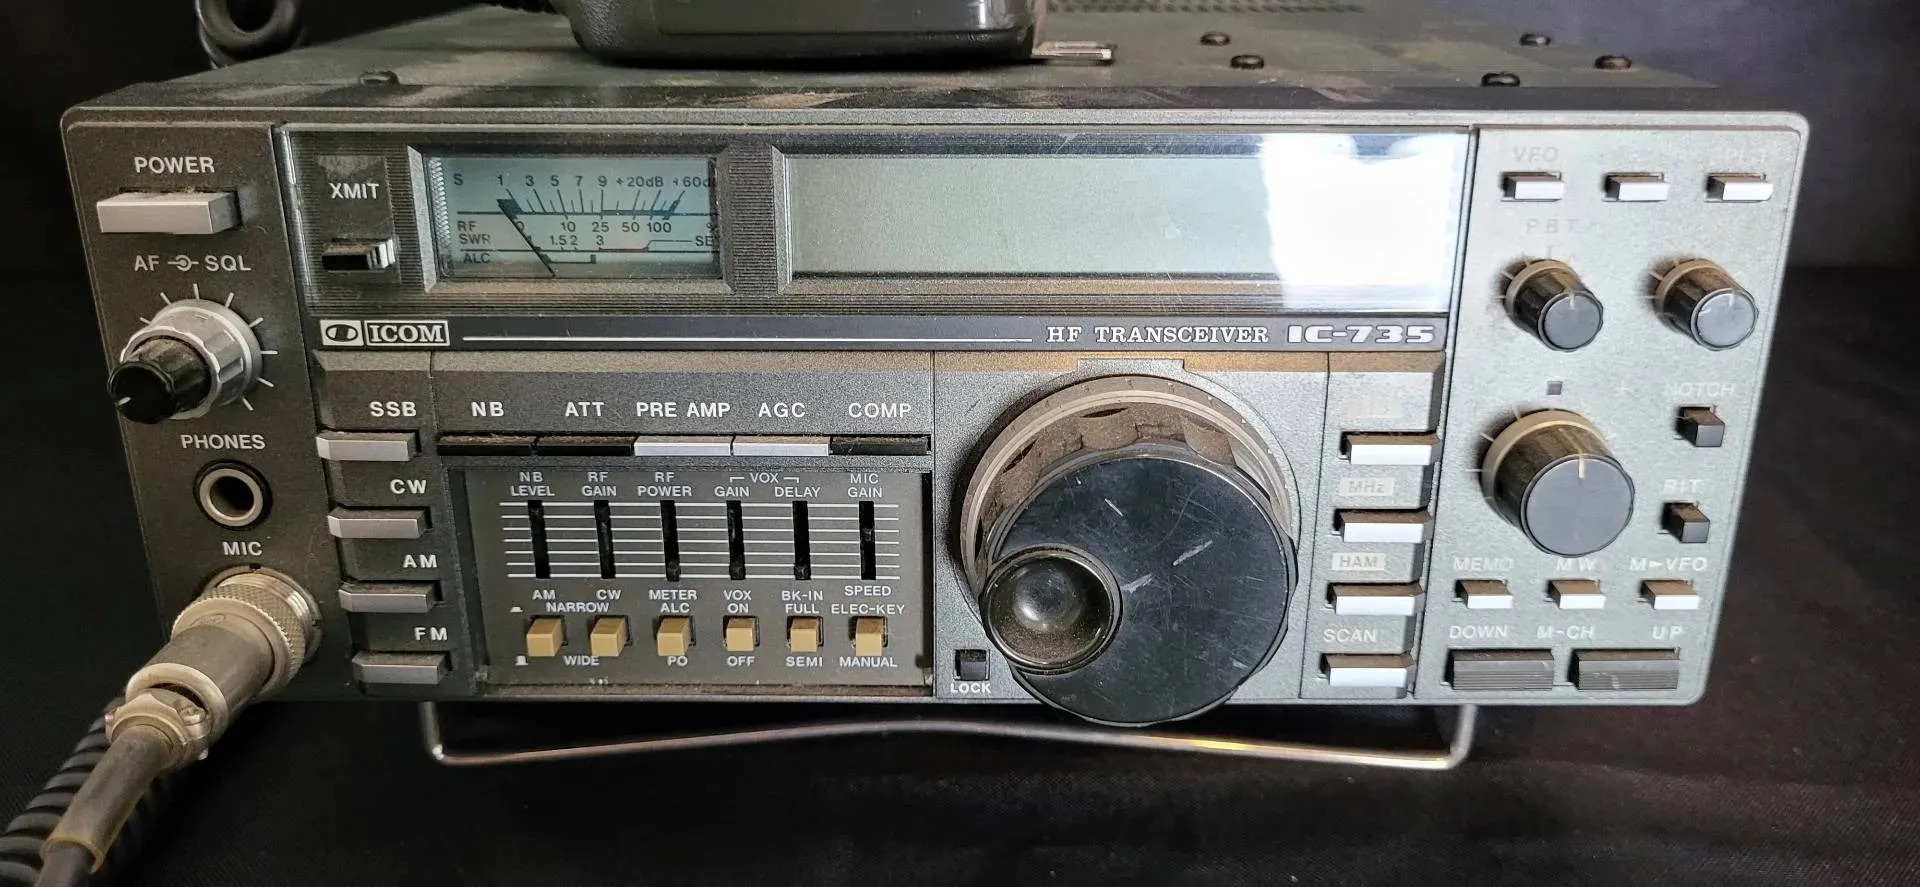 POWER
AF SQL
PHONES
MIC
XMIT
S 1 3 5 7 9 +20dB +60d
RF 0 10 25 50 100 %
SWR 1.5 2 3 SE
ALC
ICOM
HF TRANSCEIVER IC-735
SSB
CW
AM
FM
NB ATT PRE AMP AGC COMP
NB LEVEL
RF GAIN
RF POWER
VOX
GAIN DELAY
MIC GAIN
AM CW
NARROW
METER ALC
VOX ON
BK-IN FULL
SPEED
ELEC-KEY
WIDE PO OFF SEMI MANUAL
LOCK
MHz
HAM
SCAN
VFO
PBT
NOTCH
RIT
MEMO MW M►VFO
DOWN M-CH UP